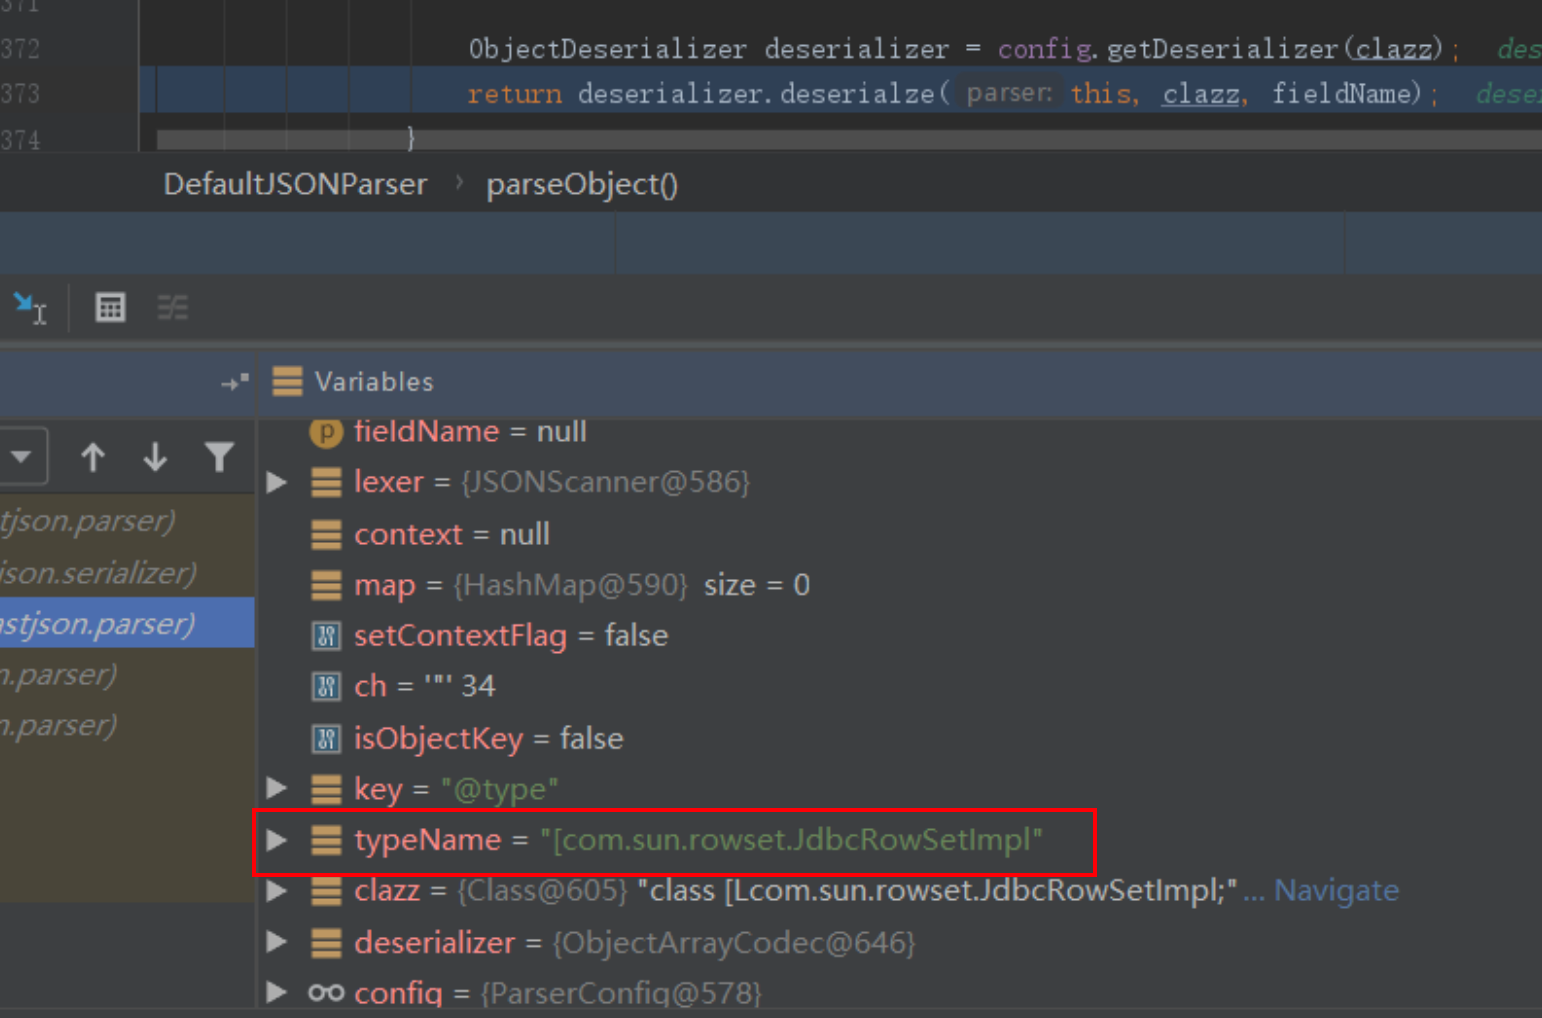 371
372 ObjectDeserializer deserializer = config.getDeserializer(clazz); des
373 return deserializer.deserialze( parser: this, clazz, fieldName); deser
374 }
DefaultJSONParser › parseObject()
Variables
fieldName = null
lexer = {JSONScanner@586}
context = null
tjson.parser)
map = {HashMap@590} size = 0
json.serializer)
setContextFlag = false
astjson.parser)
ch = '"' 34
n.parser)
isObjectKey = false
n.parser)
key = "@type"
typeName = "[com.sun.rowset.JdbcRowSetImpl"
clazz = {Class@605} "class [Lcom.sun.rowset.JdbcRowSetImpl;"... Navigate
deserializer = {ObjectArrayCodec@646}
config = {ParserConfig@578}